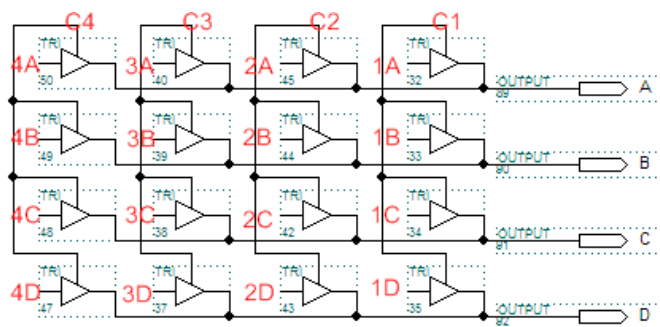 C4 C3 C2 C1
TRI TRI TRI TRI
4A 3A 2A 1A
50 40 45 32 OUTPUT A
89
TRI TRI TRI TRI
4B 3B 2B 1B
49 39 44 33 OUTPUT B
90
TRI TRI TRI TRI
4C 3C 2C 1C
48 38 42 34 OUTPUT C
91
TRI TRI TRI TRI
4D 3D 2D 1D
47 37 43 35 OUTPUT D
92